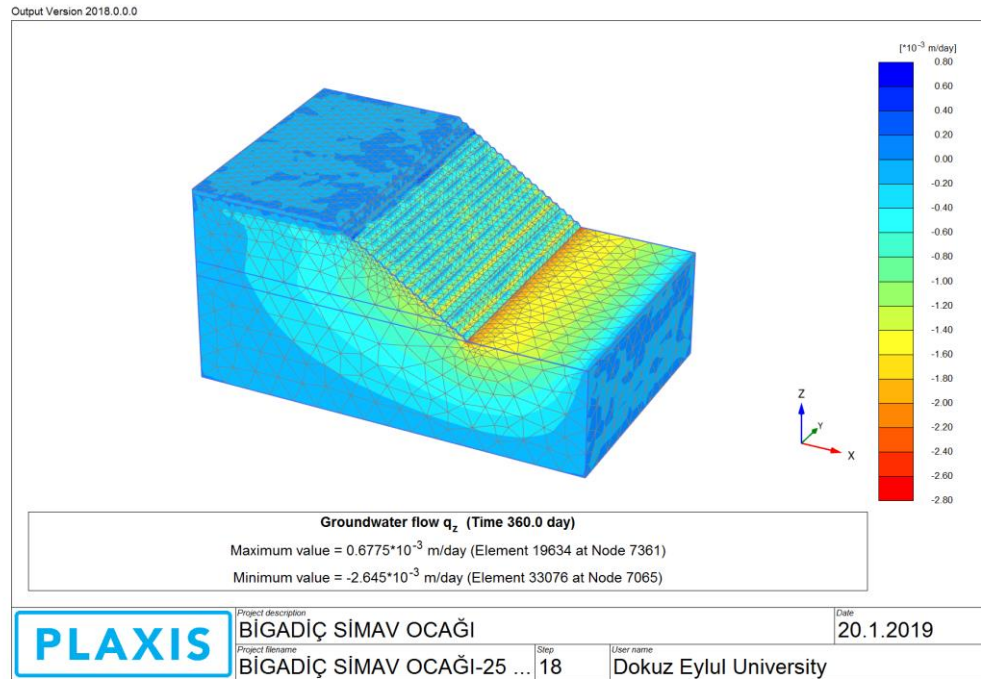 Output Version 2018.0.0.0
[*10⁻³ m/day]
0.80
0.60
0.40
0.20
0.00
-0.20
-0.40
-0.60
-0.80
-1.00
-1.20
-1.40
-1.60
-1.80
-2.00
-2.20
-2.40
-2.60
-2.80
Z
Y
X
Groundwater flow qz (Time 360.0 day)
Maximum value = 0.6775*10⁻³ m/day (Element 19634 at Node 7361)
Minimum value = -2.645*10⁻³ m/day (Element 33076 at Node 7065)
PLAXIS
Project description
BİGADİÇ SİMAV OCAĞI
Date
20.1.2019
Project filename
BİGADİÇ SİMAV OCAĞI-25 ...
Step
18
User name
Dokuz Eylul University